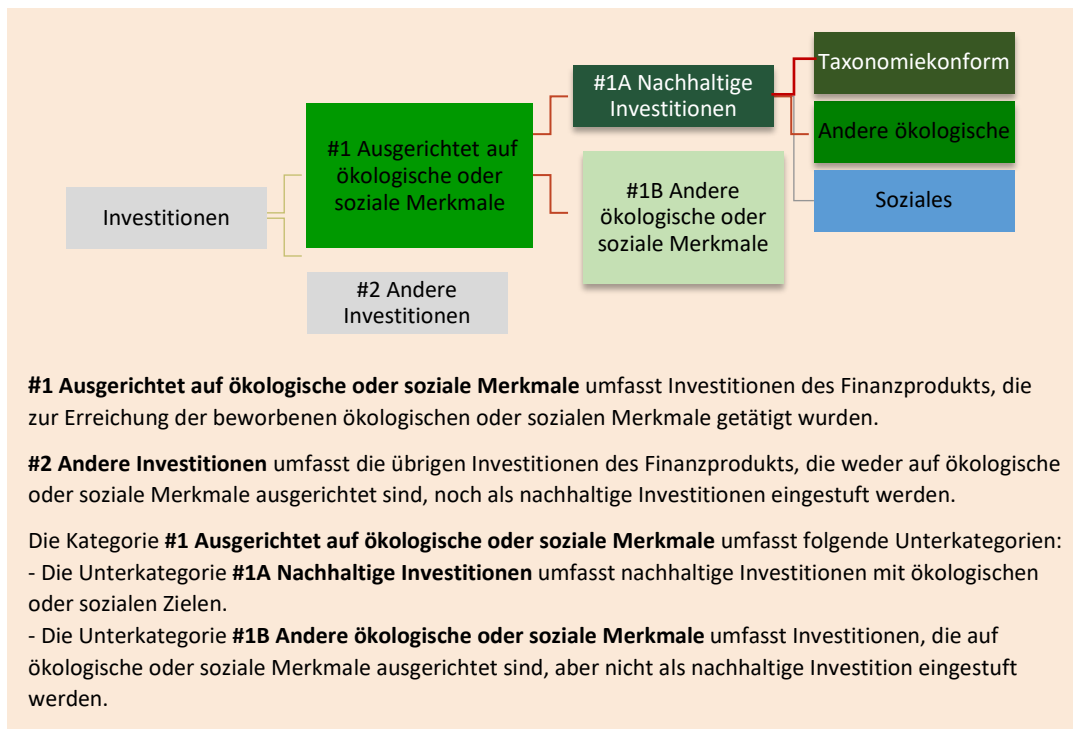 Taxonomiekonform
#1A Nachhaltige
Investitionen
Andere ökologische
#1 Ausgerichtet auf
ökologische oder
soziale Merkmale
#1B Andere
ökologische oder
soziale Merkmale
Soziales
Investitionen
#2 Andere
Investitionen
#1 Ausgerichtet auf ökologische oder soziale Merkmale umfasst Investitionen des Finanzprodukts, die
zur Erreichung der beworbenen ökologischen oder sozialen Merkmale getätigt wurden.
#2 Andere Investitionen umfasst die übrigen Investitionen des Finanzprodukts, die weder auf ökologische
oder soziale Merkmale ausgerichtet sind, noch als nachhaltige Investitionen eingestuft werden.
Die Kategorie #1 Ausgerichtet auf ökologische oder soziale Merkmale umfasst folgende Unterkategorien:
- Die Unterkategorie #1A Nachhaltige Investitionen umfasst nachhaltige Investitionen mit ökologischen
oder sozialen Zielen.
- Die Unterkategorie #1B Andere ökologische oder soziale Merkmale umfasst Investitionen, die auf
ökologische oder soziale Merkmale ausgerichtet sind, aber nicht als nachhaltige Investition eingestuft
werden.